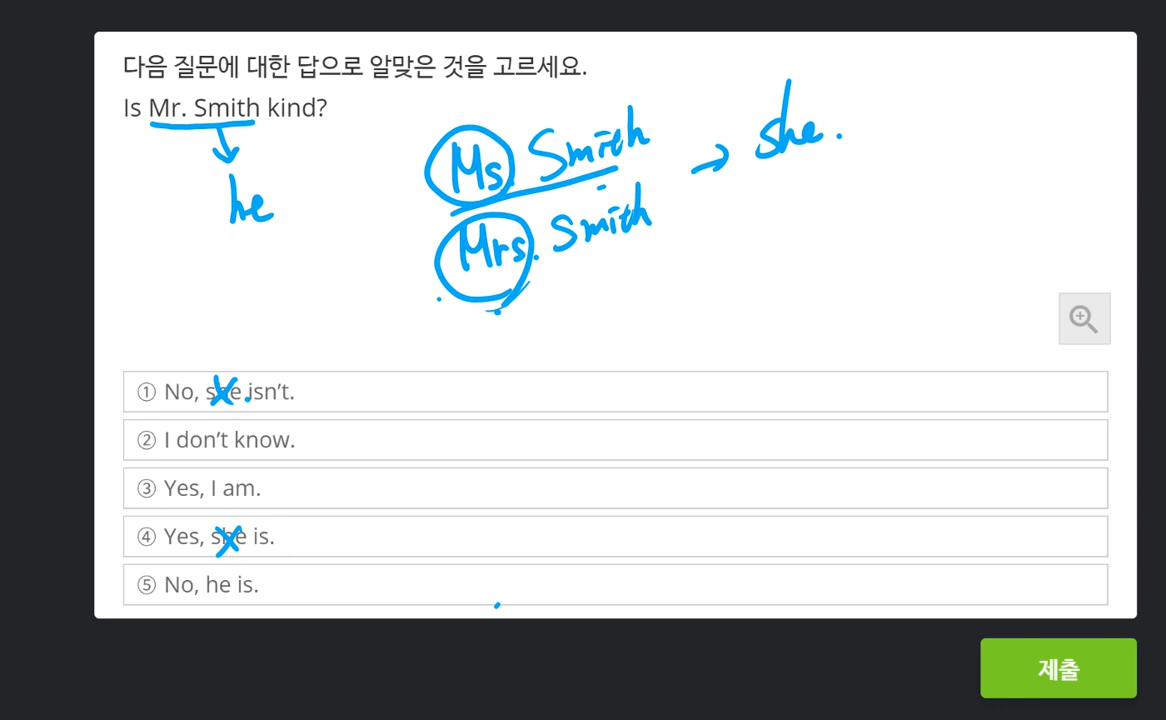 다음 질문에 대한 답으로 알맞은 것을 고르세요.
Is Mr. Smith kind?
he
Ms. Smith → she.
Mrs. Smith
① No, she isn't.
② I don't know.
③ Yes, I am.
④ Yes, she is.
⑤ No, he is.
제출